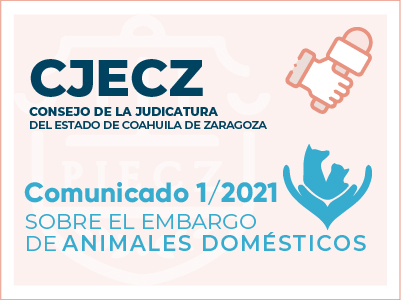 CJECZ
CONSEJO DE LA JUDICATURA
DEL ESTADO DE COAHUILA DE ZARAGOZA
PJECZ
Comunicado 1/2021
SOBRE EL EMBARGO
DE ANIMALES DOMÉSTICOS